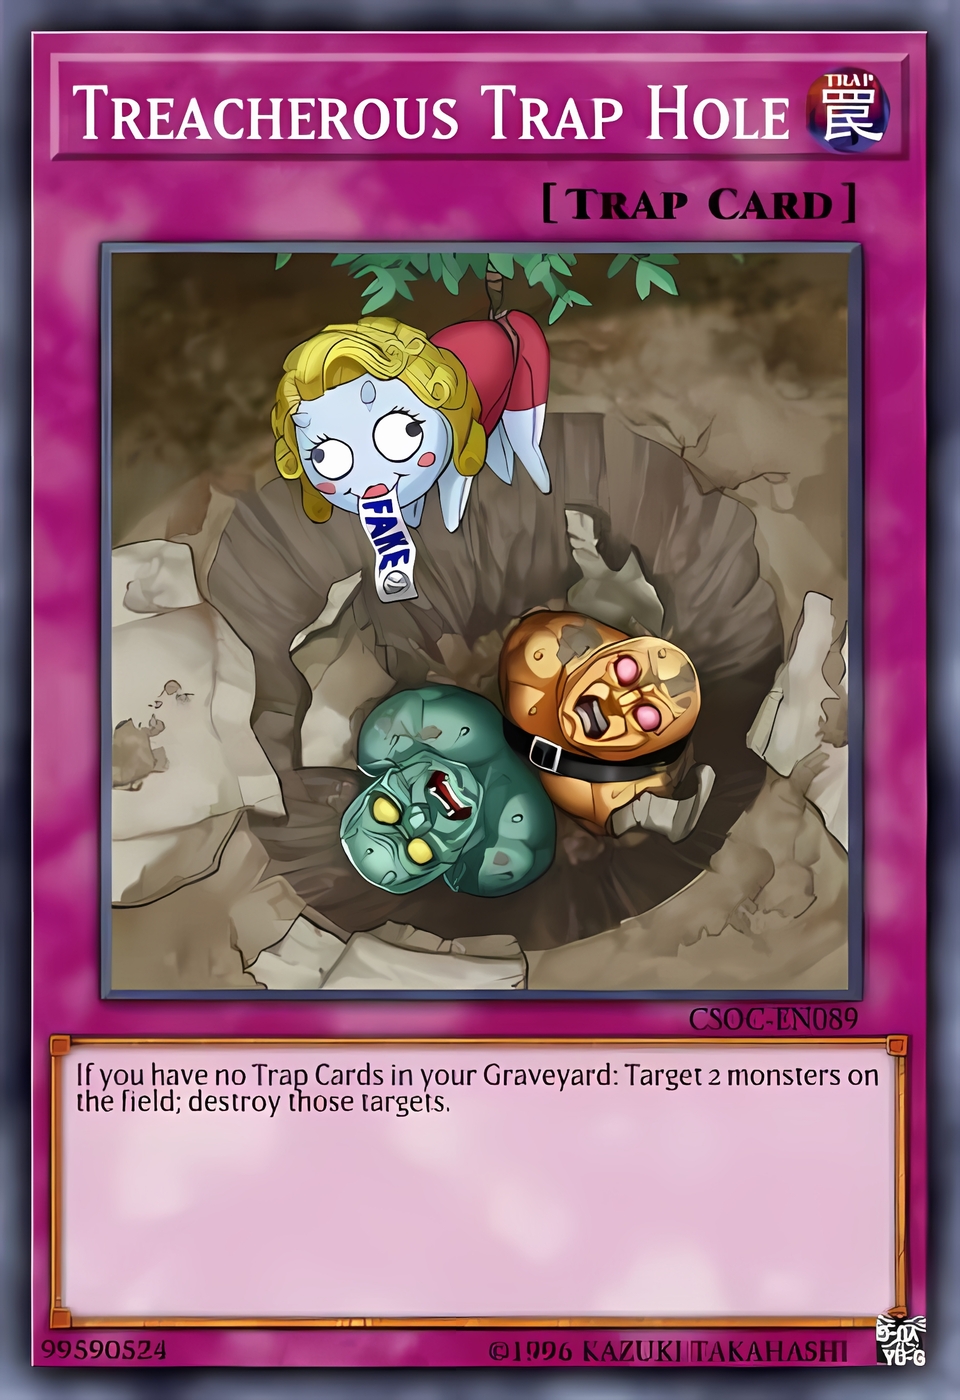 TREACHEROUS TRAP HOLE
TRAP
罠
[TRAP CARD]
FAKE
CSOC-EN089
If you have no Trap Cards in your Graveyard: Target 2 monsters on
the field; destroy those targets.
99590524
©1996 KAZUKI TAKAHASHI